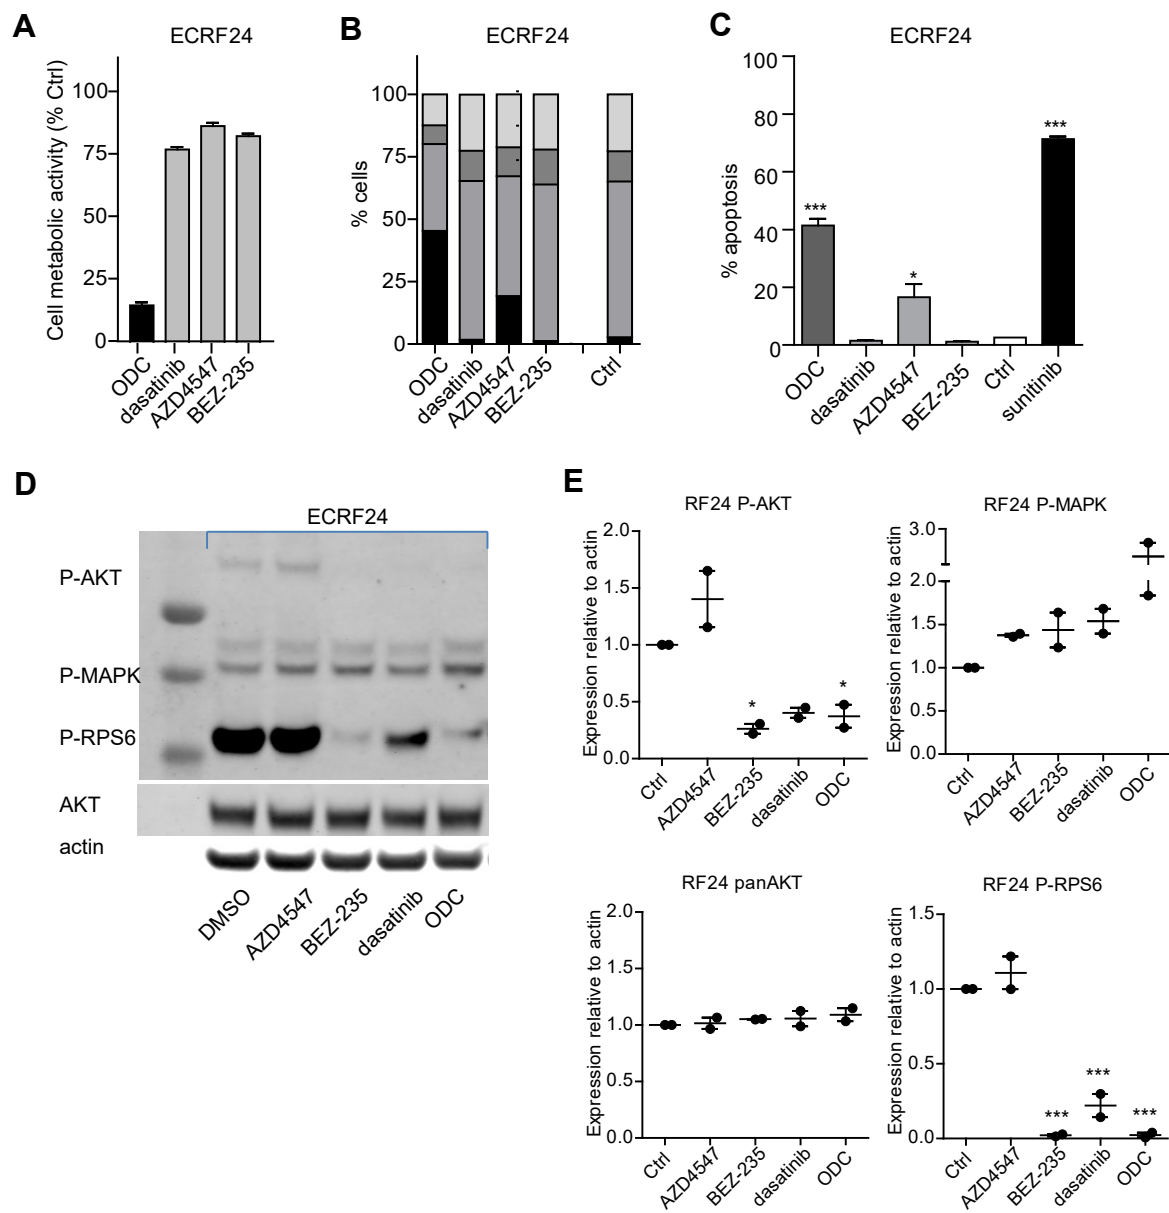 A
ECRF24
Cell metabolic activity (% Ctrl)
100
75
50
25
0
ODC
dasatinib
AZD4547
BEZ-235
B
ECRF24
% cells
100
75
50
25
0
ODC
dasatinib
AZD4547
BEZ-235
Ctrl
C
ECRF24
% apoptosis
100
80
60
40
20
0
***
*
***
ODC
dasatinib
AZD4547
BEZ-235
Ctrl
sunitinib
D
ECRF24
P-AKT
P-MAPK
P-RPS6
AKT
actin
DMSO
AZD4547
BEZ-235
dasatinib
ODC
E
RF24 P-AKT
Expression relative to actin
2.0
1.5
1.0
0.5
0.0
*
*
Ctrl
AZD4547
BEZ-235
dasatinib
ODC
RF24 P-MAPK
Expression relative to actin
3.0
2.0
1.5
1.0
0.5
0.0
Ctrl
AZD4547
BEZ-235
dasatinib
ODC
RF24 panAKT
Expression relative to actin
2.0
1.5
1.0
0.5
0.0
Ctrl
AZD4547
BEZ-235
dasatinib
ODC
RF24 P-RPS6
Expression relative to actin
1.5
1.0
0.5
0.0
***
***
***
Ctrl
AZD4547
BEZ-235
dasatinib
ODC